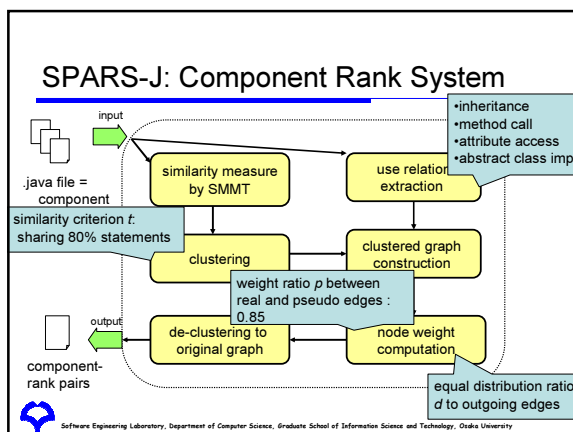 SPARS-J: Component Rank System
input
•inheritance
•method call
•attribute access
•abstract class imp
similarity measure
by SMMT
use relation
extraction
.java file =
component
similarity criterion t:
sharing 80% statements
clustering
clustered graph
construction
weight ratio p between
real and pseudo edges :
0.85
output
de-clustering to
original graph
node weight
computation
component-
rank pairs
equal distribution ratio
d to outgoing edges
Software Engineering Laboratory, Department of Computer Science, Graduate School of Information Science and Technology, Osaka University